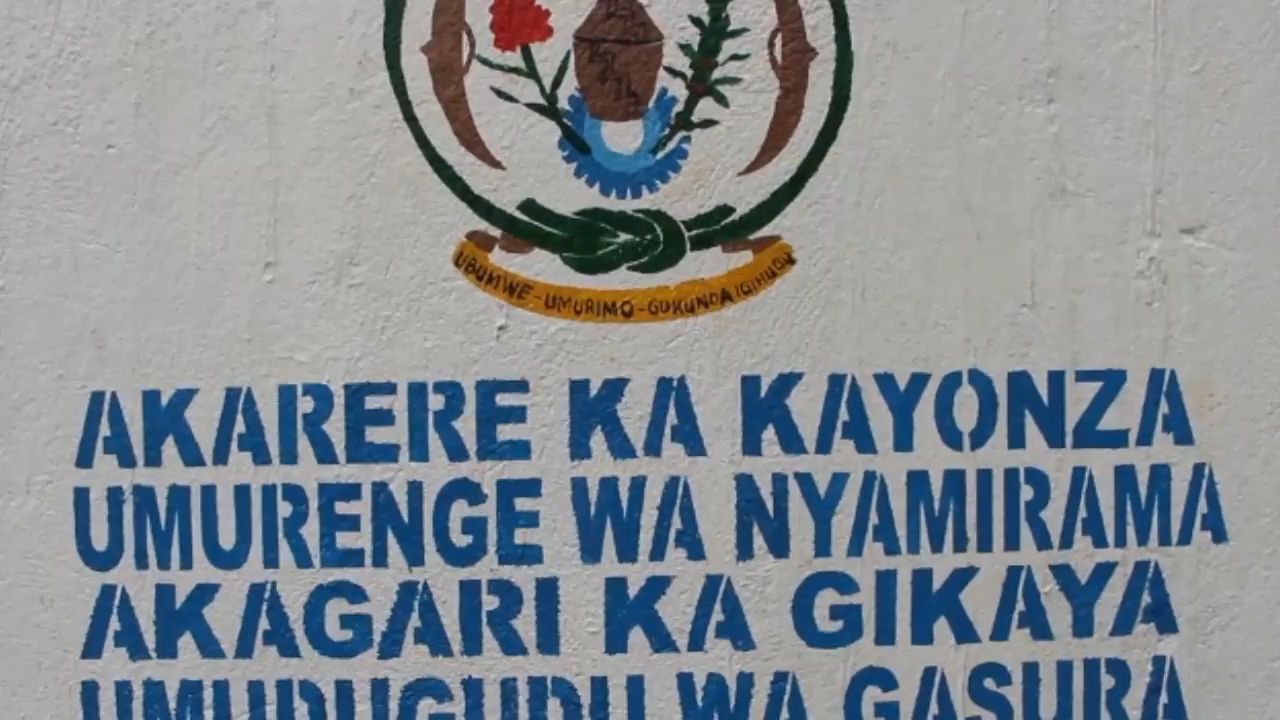 UBUMWE-UMURIMO-GUKUNDA IGIHUGU
AKARERE KA KAYONZA
UMURENGE WA NYAMIRAMA
AKAGARI KA GIKAYA
UMUDUGUDU WA GASURA